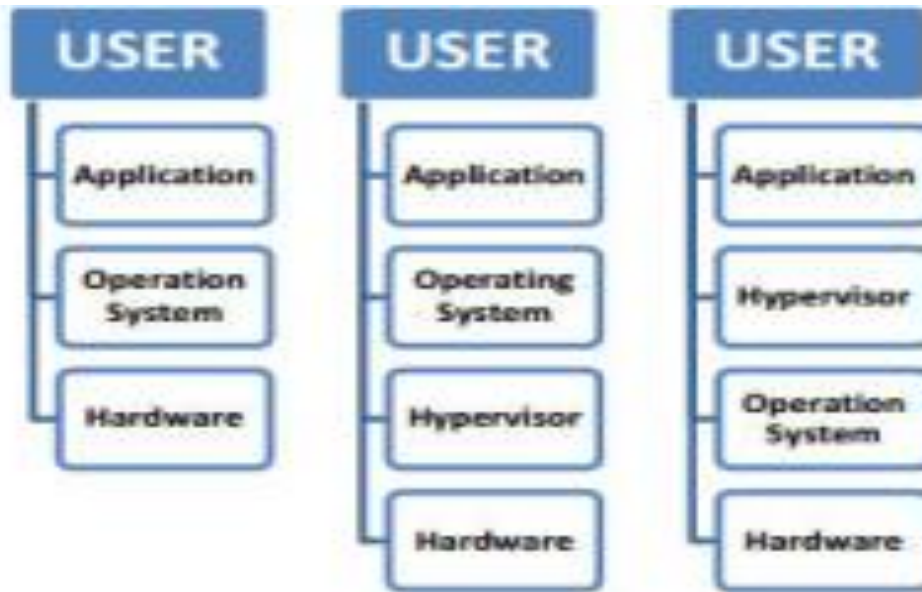 USER
Application
Operation
System
Hardware
USER
Application
Operating
System
Hypervisor
Hardware
USER
Application
Hypervisor
Operation
System
Hardware